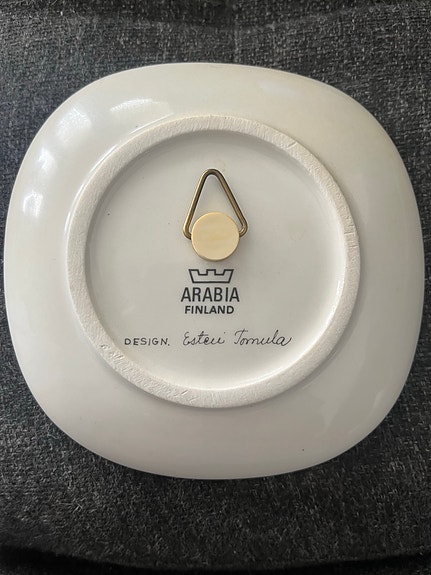 ARABIA
FINLAND
DESIGN. Esteri Tomula